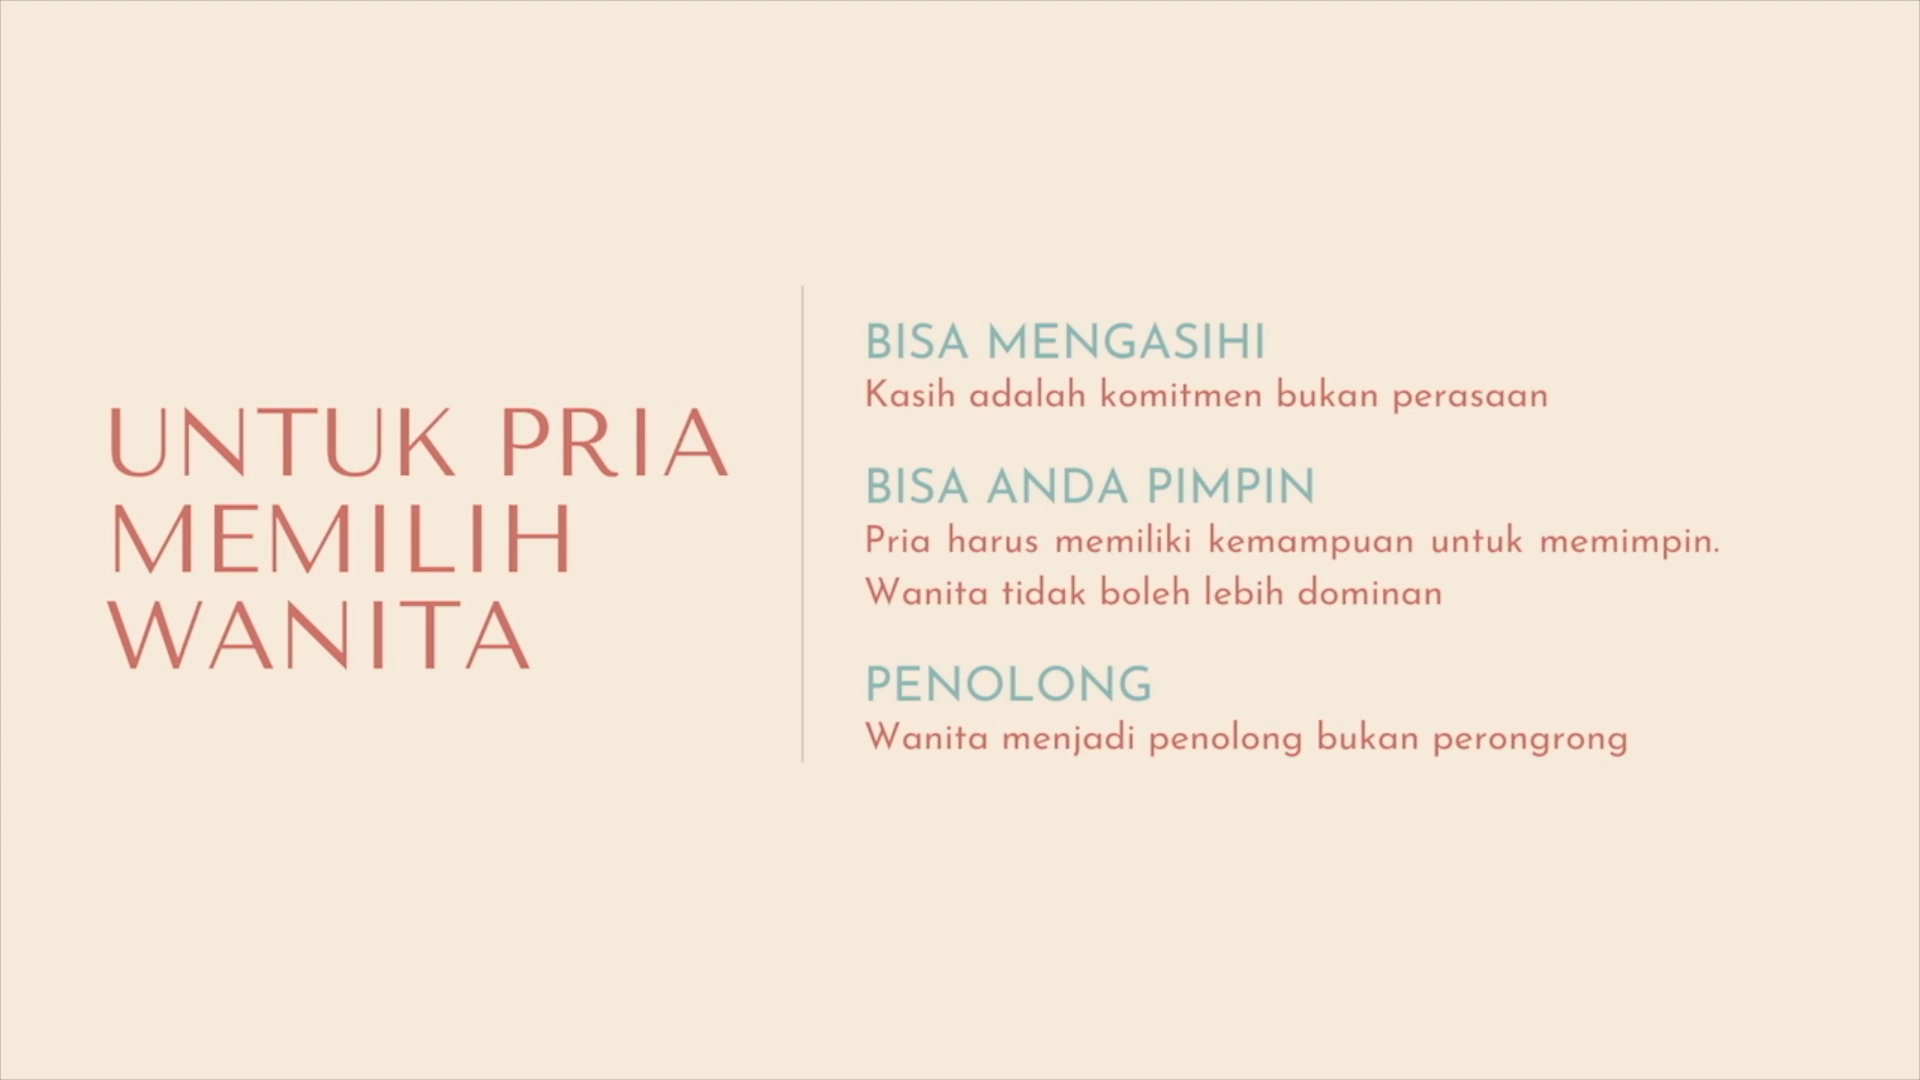 UNTUK PRIA
MEMILIH
WANITA
BISA MENGASIHI
Kasih adalah komitmen bukan perasaan
BISA ANDA PIMPIN
Pria harus memiliki kemampuan untuk memimpin.
Wanita tidak boleh lebih dominan
PENOLONG
Wanita menjadi penolong bukan perongrong